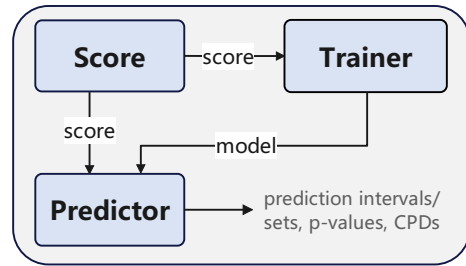 Score
score
Trainer
score
model
Predictor
prediction intervals/
sets, p-values, CPDs